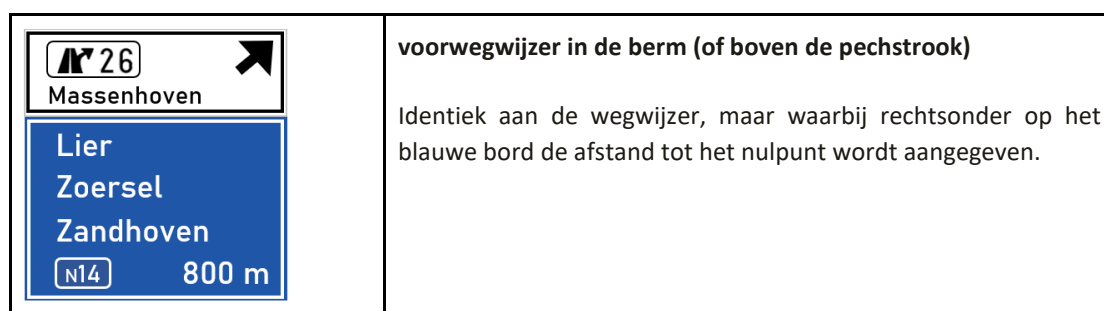 26
Massenhoven
Lier
Zoersel
Zandhoven
N14 800 m
voorwegwijzer in de berm (of boven de pechstrook)
Identiek aan de wegwijzer, maar waarbij rechtsonder op het
blauwe bord de afstand tot het nulpunt wordt aangegeven.